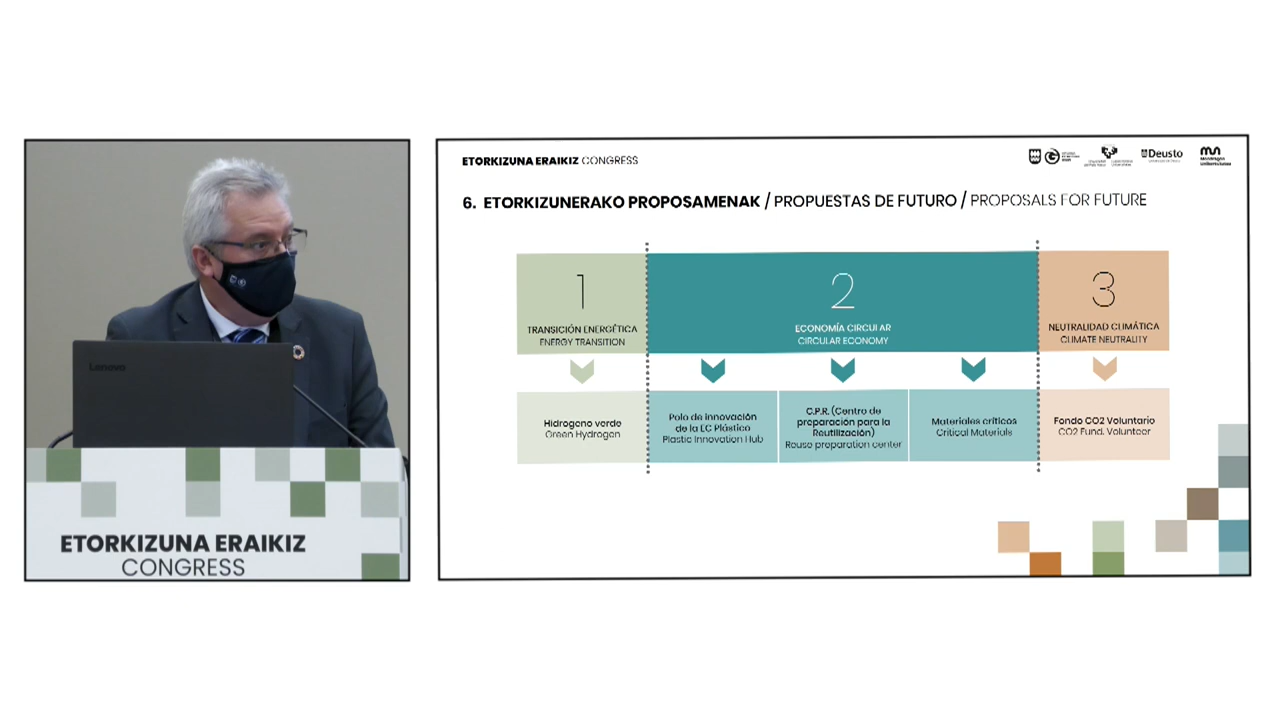 Lenovo
ETORKIZUNA ERAIKIZ
CONGRESS
ETORKIZUNA ERAIKIZ CONGRESS
Deusto
6. ETORKIZUNERAKO PROPOSAMENAK / PROPUESTAS DE FUTURO / PROPOSALS FOR FUTURE
1
TRANSICIÓN ENERGÉTICA
ENERGY TRANSITION
2
ECONOMÍA CIRCULAR
CIRCULAR ECONOMY
3
NEUTRALIDAD CLIMÁTICA
CLIMATE NEUTRALITY
Hidrogeno verde
Green Hydrogen
Polo de innovación
de la EC Plástico
Plastic Innovation Hub
C.P.R. (Centro de
preparación para la
Reutilización)
Reuse preparation center
Materiales críticos
Critical Materials
Fondo CO2 Voluntario
CO2 Fund. Volunteer